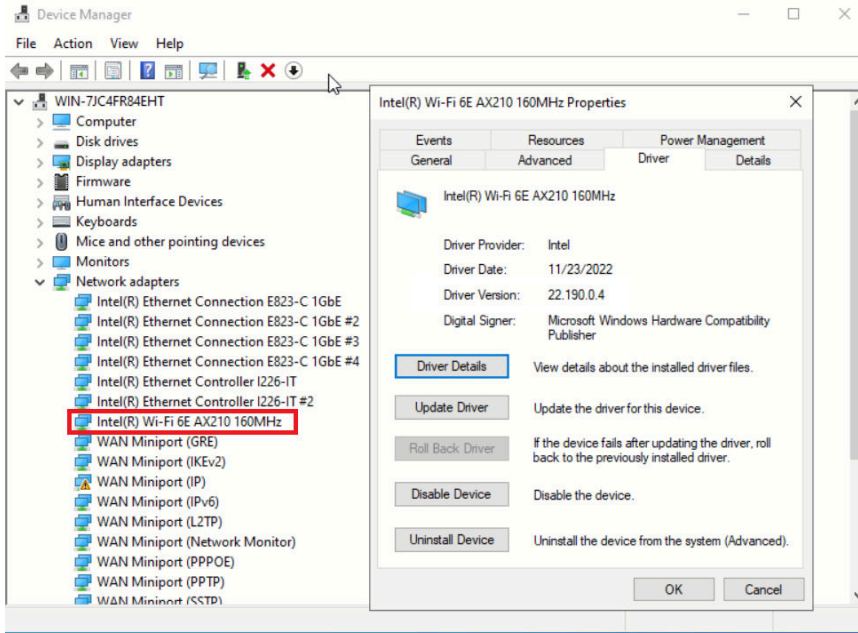 Device Manager
File Action View Help
WIN-7JC4FR84EHT
Computer
Disk drives
Display adapters
Firmware
Human Interface Devices
Keyboards
Mice and other pointing devices
Monitors
Network adapters
Intel(R) Ethernet Connection E823-C 1GbE
Intel(R) Ethernet Connection E823-C 1GbE #2
Intel(R) Ethernet Connection E823-C 1GbE #3
Intel(R) Ethernet Connection E823-C 1GbE #4
Intel(R) Ethernet Controller I226-IT
Intel(R) Ethernet Controller I226-IT #2
Intel(R) Wi-Fi 6E AX210 160MHz
WAN Miniport (GRE)
WAN Miniport (IKEv2)
WAN Miniport (IP)
WAN Miniport (IPv6)
WAN Miniport (L2TP)
WAN Miniport (Network Monitor)
WAN Miniport (PPPOE)
WAN Miniport (PPTP)
WAN Miniport (SSTP)
Intel(R) Wi-Fi 6E AX210 160MHz Properties
Events Resources Power Management
General Advanced Driver Details
Intel(R) Wi-Fi 6E AX210 160MHz
Driver Provider: Intel
Driver Date: 11/23/2022
Driver Version: 22.190.0.4
Digital Signer: Microsoft Windows Hardware Compatibility
Publisher
Driver Details View details about the installed driver files.
Update Driver Update the driver for this device.
Roll Back Driver If the device fails after updating the driver, roll
back to the previously installed driver.
Disable Device Disable the device.
Uninstall Device Uninstall the device from the system (Advanced).
OK Cancel